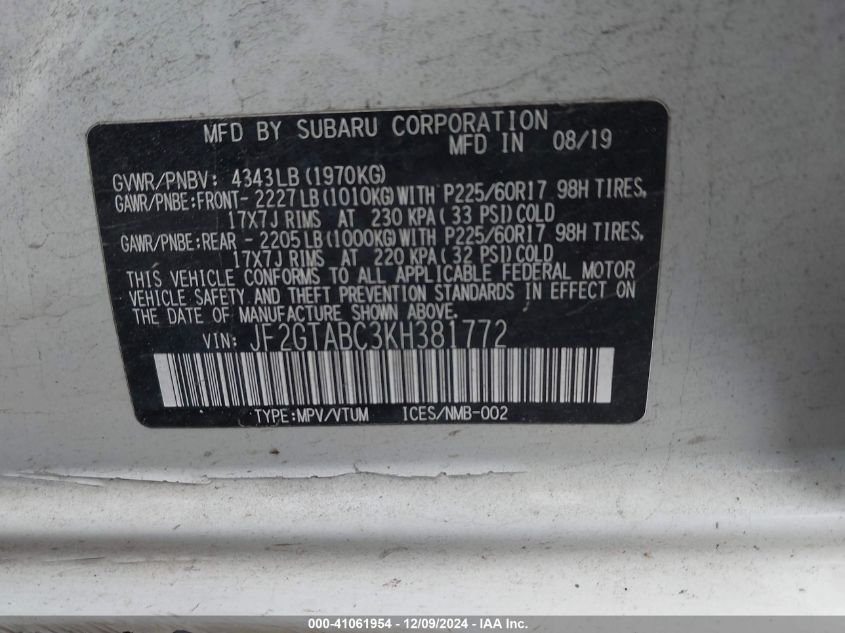 MFD BY SUBARU CORPORATION
MFD IN 08/19
GVWR/PNBV: 4343LB (1970KG)
GAWR/PNBE:FRONT- 2227LB(1010KG)WITH P225/60R17 98H TIRES,
17X7J RIMS AT 230 KPA(33 PSI)COLD
GAWR/PNBE:REAR - 2205LB(1000KG)WITH P225/60R17 98H TIRES,
17X7J RIMS AT 220 KPA(32 PSI)COLD
THIS VEHICLE CONFORMS TO ALL APPLICABLE FEDERAL MOTOR
VEHICLE SAFETY AND THEFT PREVENTION STANDARDS IN EFFECT ON
THE DATE OF MANUFACTURE SHOWN ABOVE.
VIN: JF2GTABC3KH381772
TYPE:MPV/VTUM ICES/NMB-002
000-41061954 - 12/09/2024 - IAA Inc.